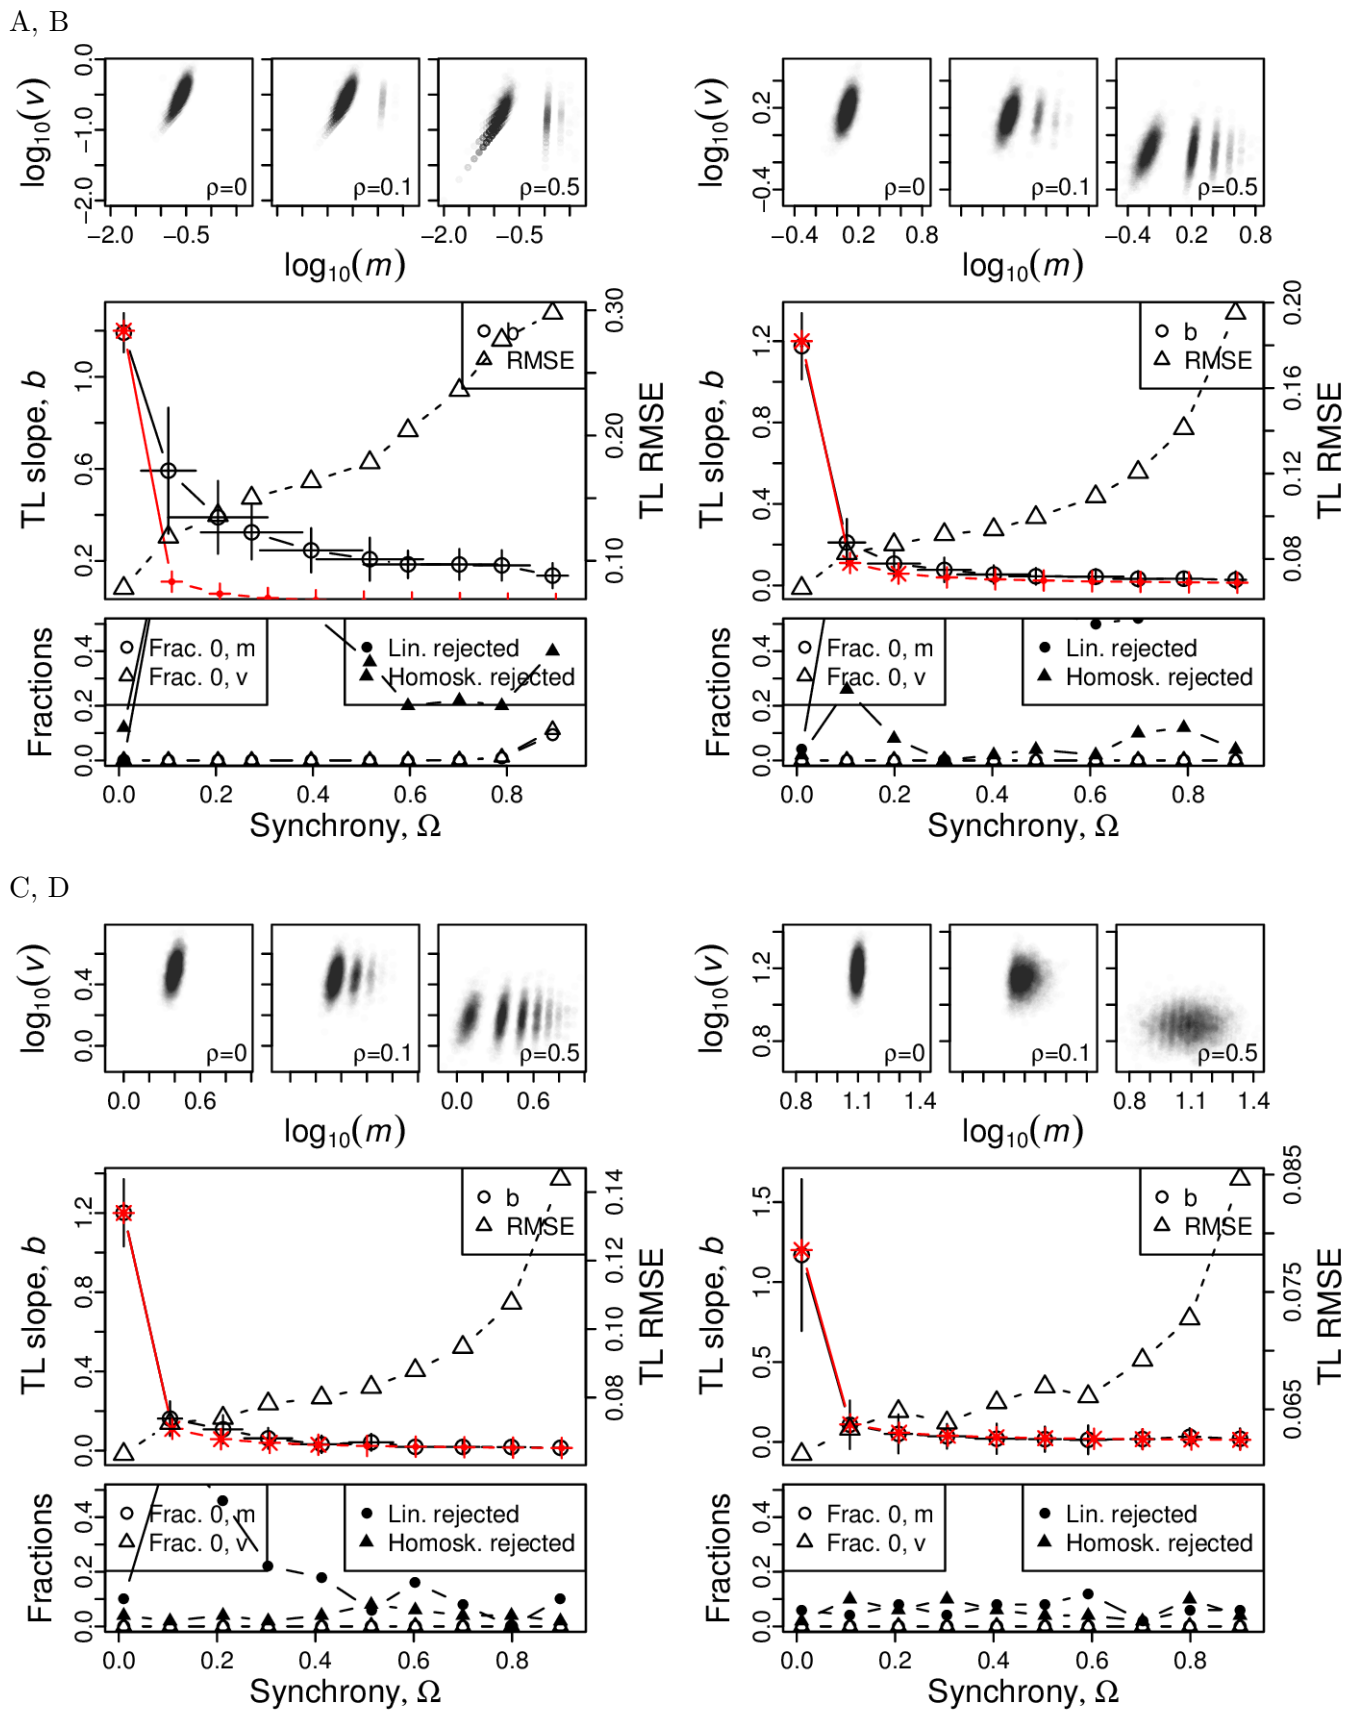 A, B
log10(v)
0.0
−1.0
−2.0
ρ=0
ρ=0.1
ρ=0.5
−2.0 −0.5 −2.0 −0.5
log10(m)
log10(v)
0.2
−0.4
ρ=0
ρ=0.1
ρ=0.5
−0.4 0.2 0.8 −0.4 0.2 0.8
log10(m)
TL slope, b
1.0
0.6
0.2
b
RMSE
0.30
0.20
0.10
TL RMSE
TL slope, b
1.2
0.8
0.4
0.0
b
RMSE
0.20
0.16
0.12
0.08
TL RMSE
Fractions
0.4
0.2
0.0
Frac. 0, m
Frac. 0, v
Lin. rejected
Homosk. rejected
0.0 0.2 0.4 0.6 0.8
Synchrony, Ω
Fractions
0.4
0.2
0.0
Frac. 0, m
Frac. 0, v
Lin. rejected
Homosk. rejected
0.0 0.2 0.4 0.6 0.8
Synchrony, Ω
C, D
log10(v)
0.4
0.0
ρ=0
ρ=0.1
ρ=0.5
0.0 0.6 0.0 0.6
log10(m)
log10(v)
1.2
0.8
ρ=0
ρ=0.1
ρ=0.5
0.8 1.1 1.4 0.8 1.1 1.4
log10(m)
TL slope, b
1.2
0.8
0.4
0.0
b
RMSE
0.14
0.12
0.10
0.08
TL RMSE
TL slope, b
1.5
1.0
0.5
0.0
b
RMSE
0.085
0.075
0.065
TL RMSE
Fractions
0.4
0.2
0.0
Frac. 0, m
Frac. 0, v
Lin. rejected
Homosk. rejected
0.0 0.2 0.4 0.6 0.8
Synchrony, Ω
Fractions
0.4
0.2
0.0
Frac. 0, m
Frac. 0, v
Lin. rejected
Homosk. rejected
0.0 0.2 0.4 0.6 0.8
Synchrony, Ω